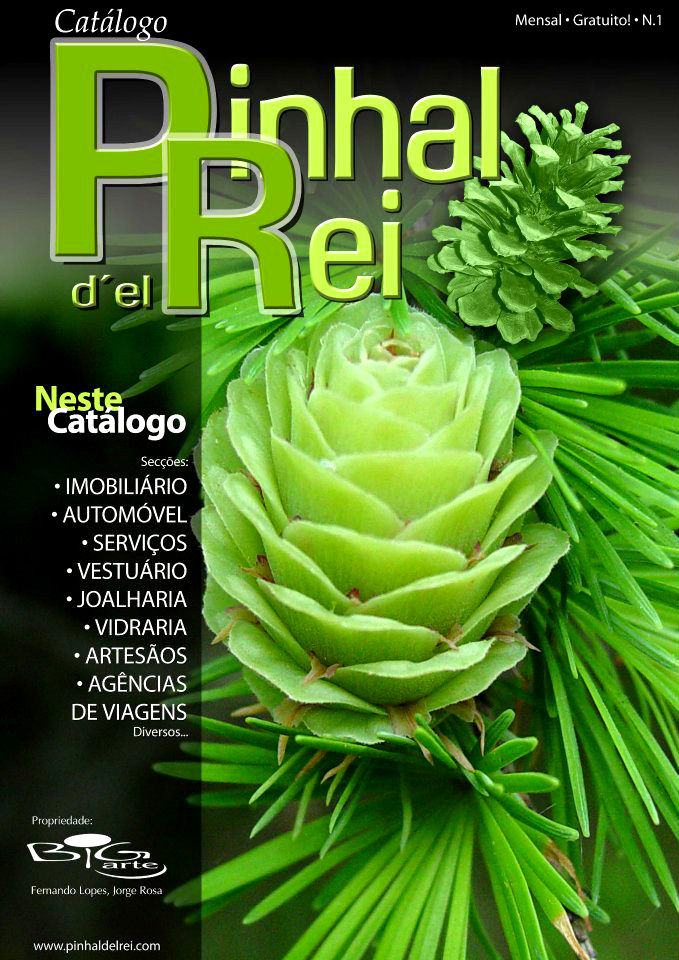 Catálogo
Mensal • Gratuito! • N.1
Pinhal
d´el Rei
Neste
Catálogo
Secções:
• IMOBILIÁRIO
• AUTOMÓVEL
• SERVIÇOS
• VESTUÁRIO
• JOALHARIA
• VIDRARIA
• ARTESÃOS
• AGÊNCIAS
DE VIAGENS
Diversos...
Propriedade:
BIG
arte
Fernando Lopes, Jorge Rosa
www.pinhaldelrei.com